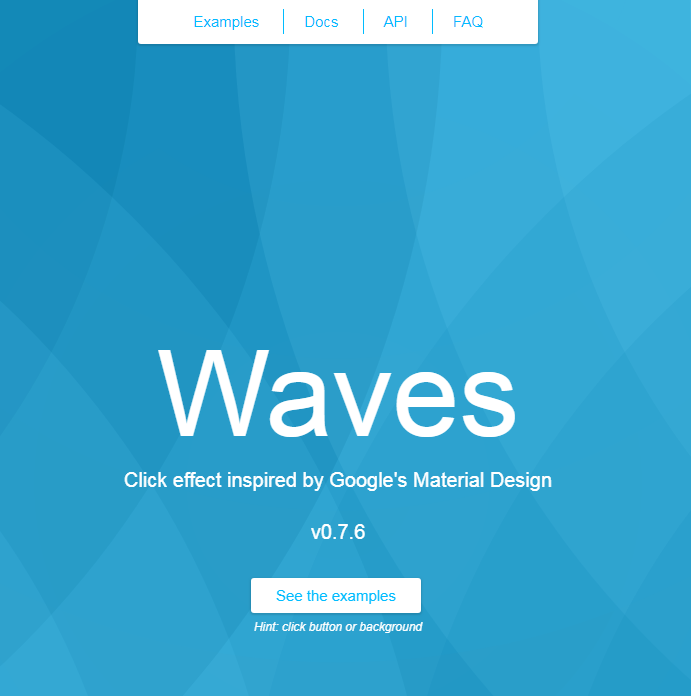 Examples Docs API FAQ
Waves
Click effect inspired by Google's Material Design
v0.7.6
See the examples
Hint: click button or background